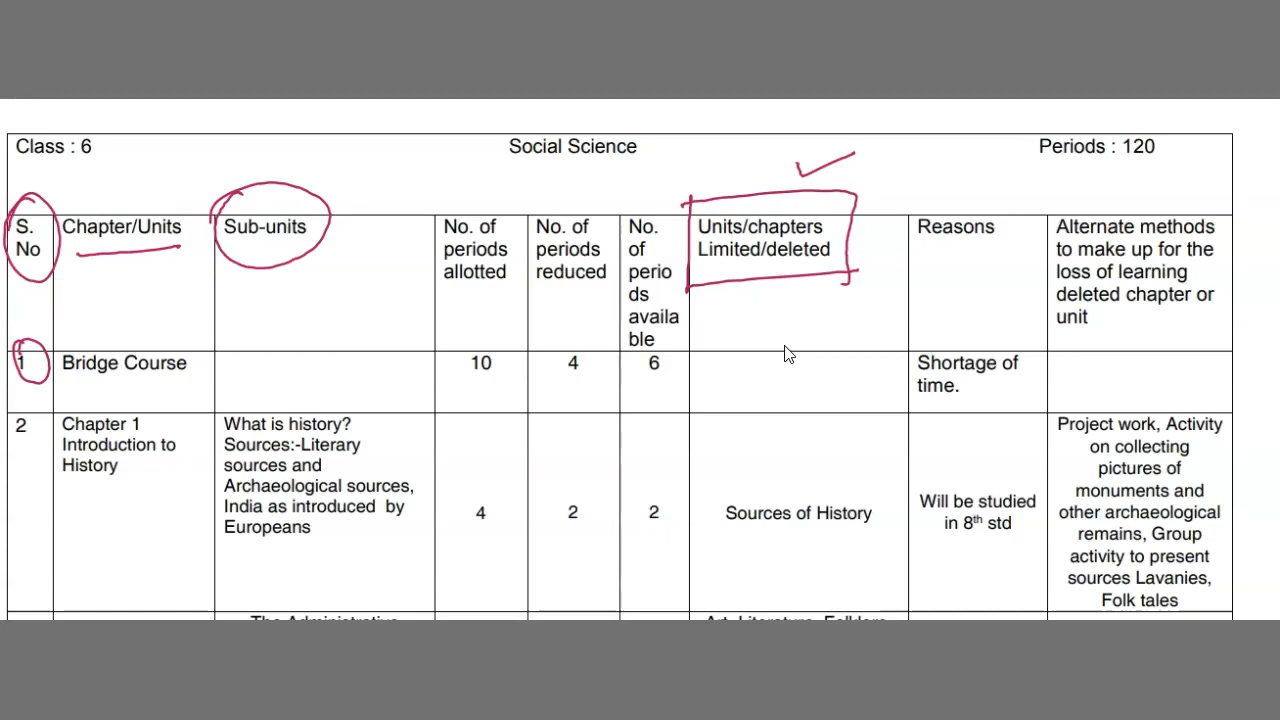 Class : 6 Social Science Periods : 120
S. No
Chapter/Units
Sub-units
No. of
periods
allotted
No. of
periods
reduced
No.
of
perio
ds
availa
ble
Units/chapters
Limited/deleted
Reasons
Alternate methods
to make up for the
loss of learning
deleted chapter or
unit
1
Bridge Course
10
4
6
Shortage of
time.
2
Chapter 1
Introduction to
History
What is history?
Sources:-Literary
sources and
Archaeological sources,
India as introduced by
Europeans
4
2
2
Sources of History
Will be studied
in 8th std
Project work, Activity
on collecting
pictures of
monuments and
other archaeological
remains, Group
activity to present
sources Lavanies,
Folk tales
The Administrative
Art, Literature, Folklore